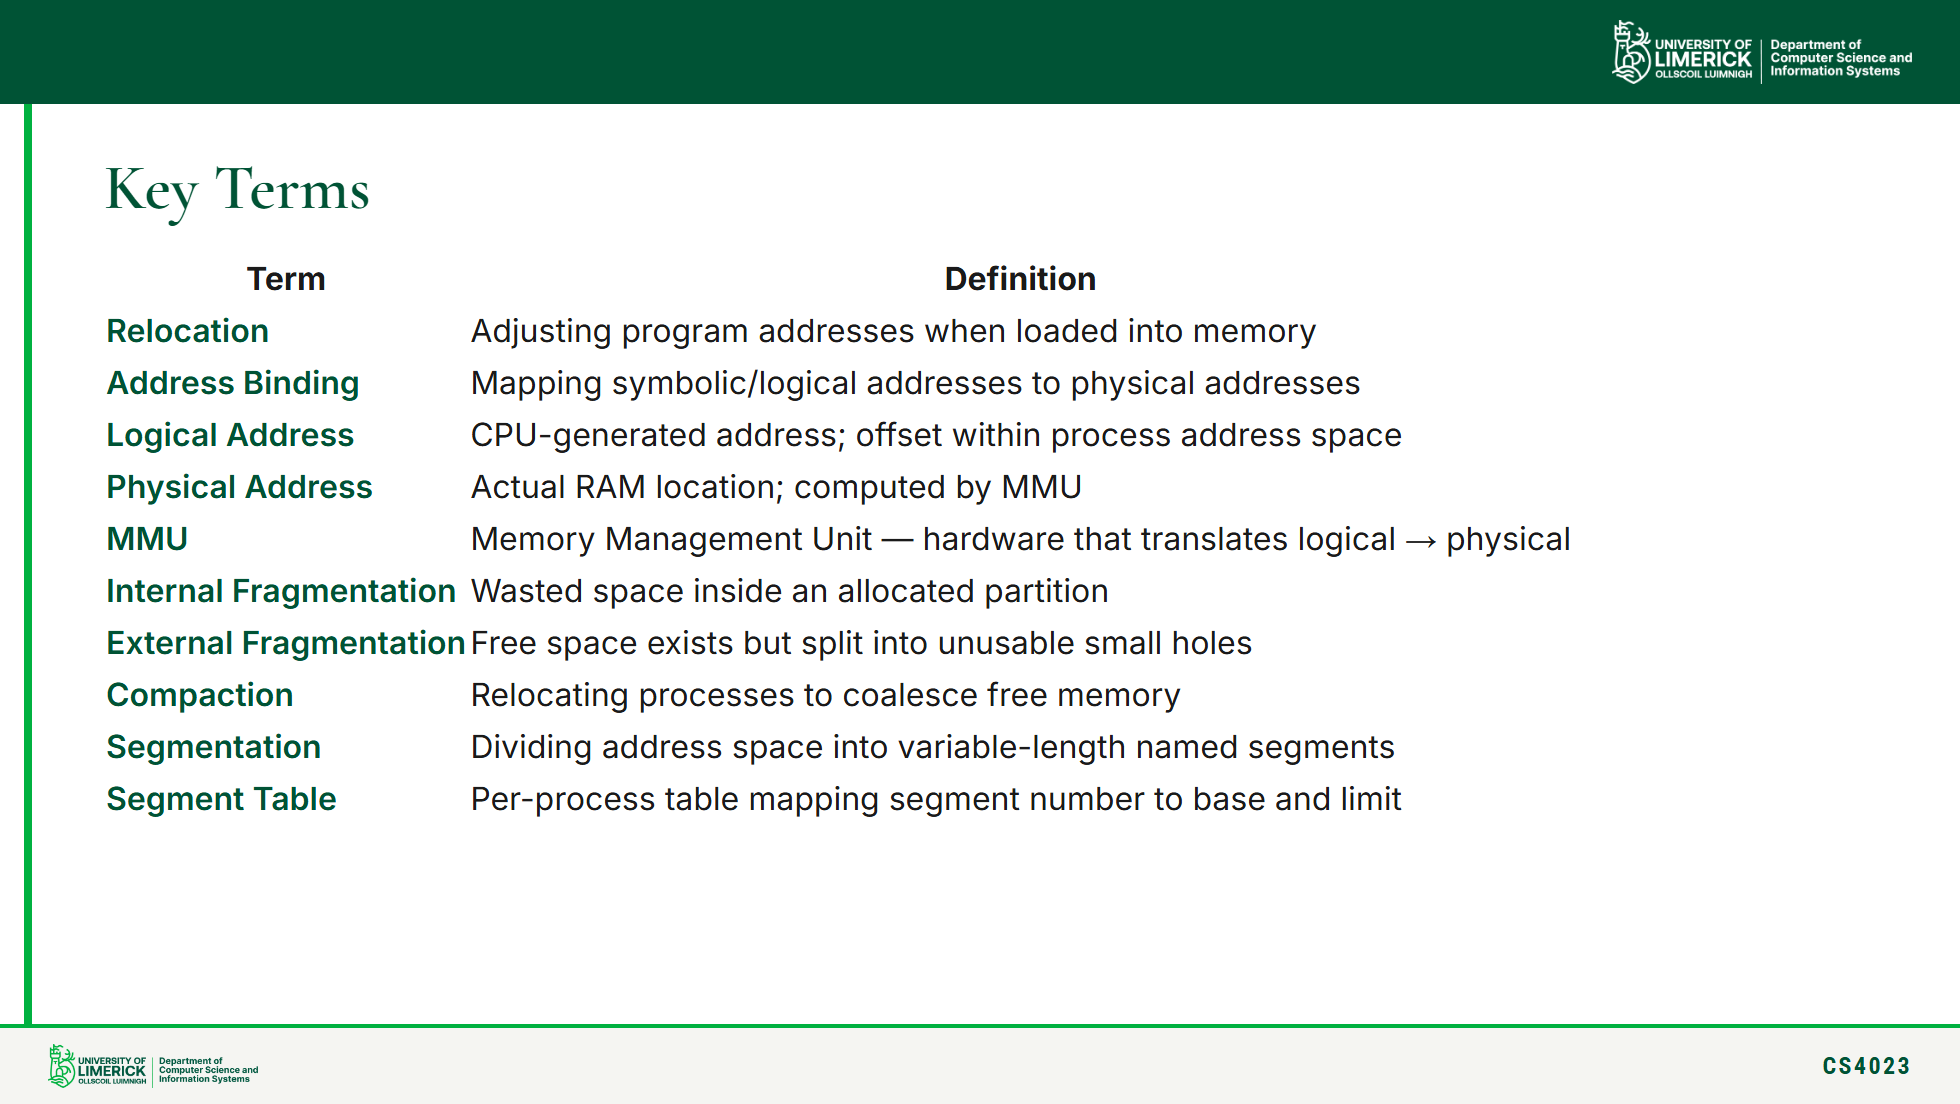 UNIVERSITY OF
LIMERICK
OLLSCOIL LUIMNIGH
Department of
Computer Science and
Information Systems
Key Terms
Term Definition
Relocation Adjusting program addresses when loaded into memory
Address Binding Mapping symbolic/logical addresses to physical addresses
Logical Address CPU-generated address; offset within process address space
Physical Address Actual RAM location; computed by MMU
MMU Memory Management Unit — hardware that translates logical → physical
Internal Fragmentation Wasted space inside an allocated partition
External Fragmentation Free space exists but split into unusable small holes
Compaction Relocating processes to coalesce free memory
Segmentation Dividing address space into variable-length named segments
Segment Table Per-process table mapping segment number to base and limit
UNIVERSITY OF
LIMERICK
OLLSCOIL LUIMNIGH
Department of
Computer Science and
Information Systems
CS4023